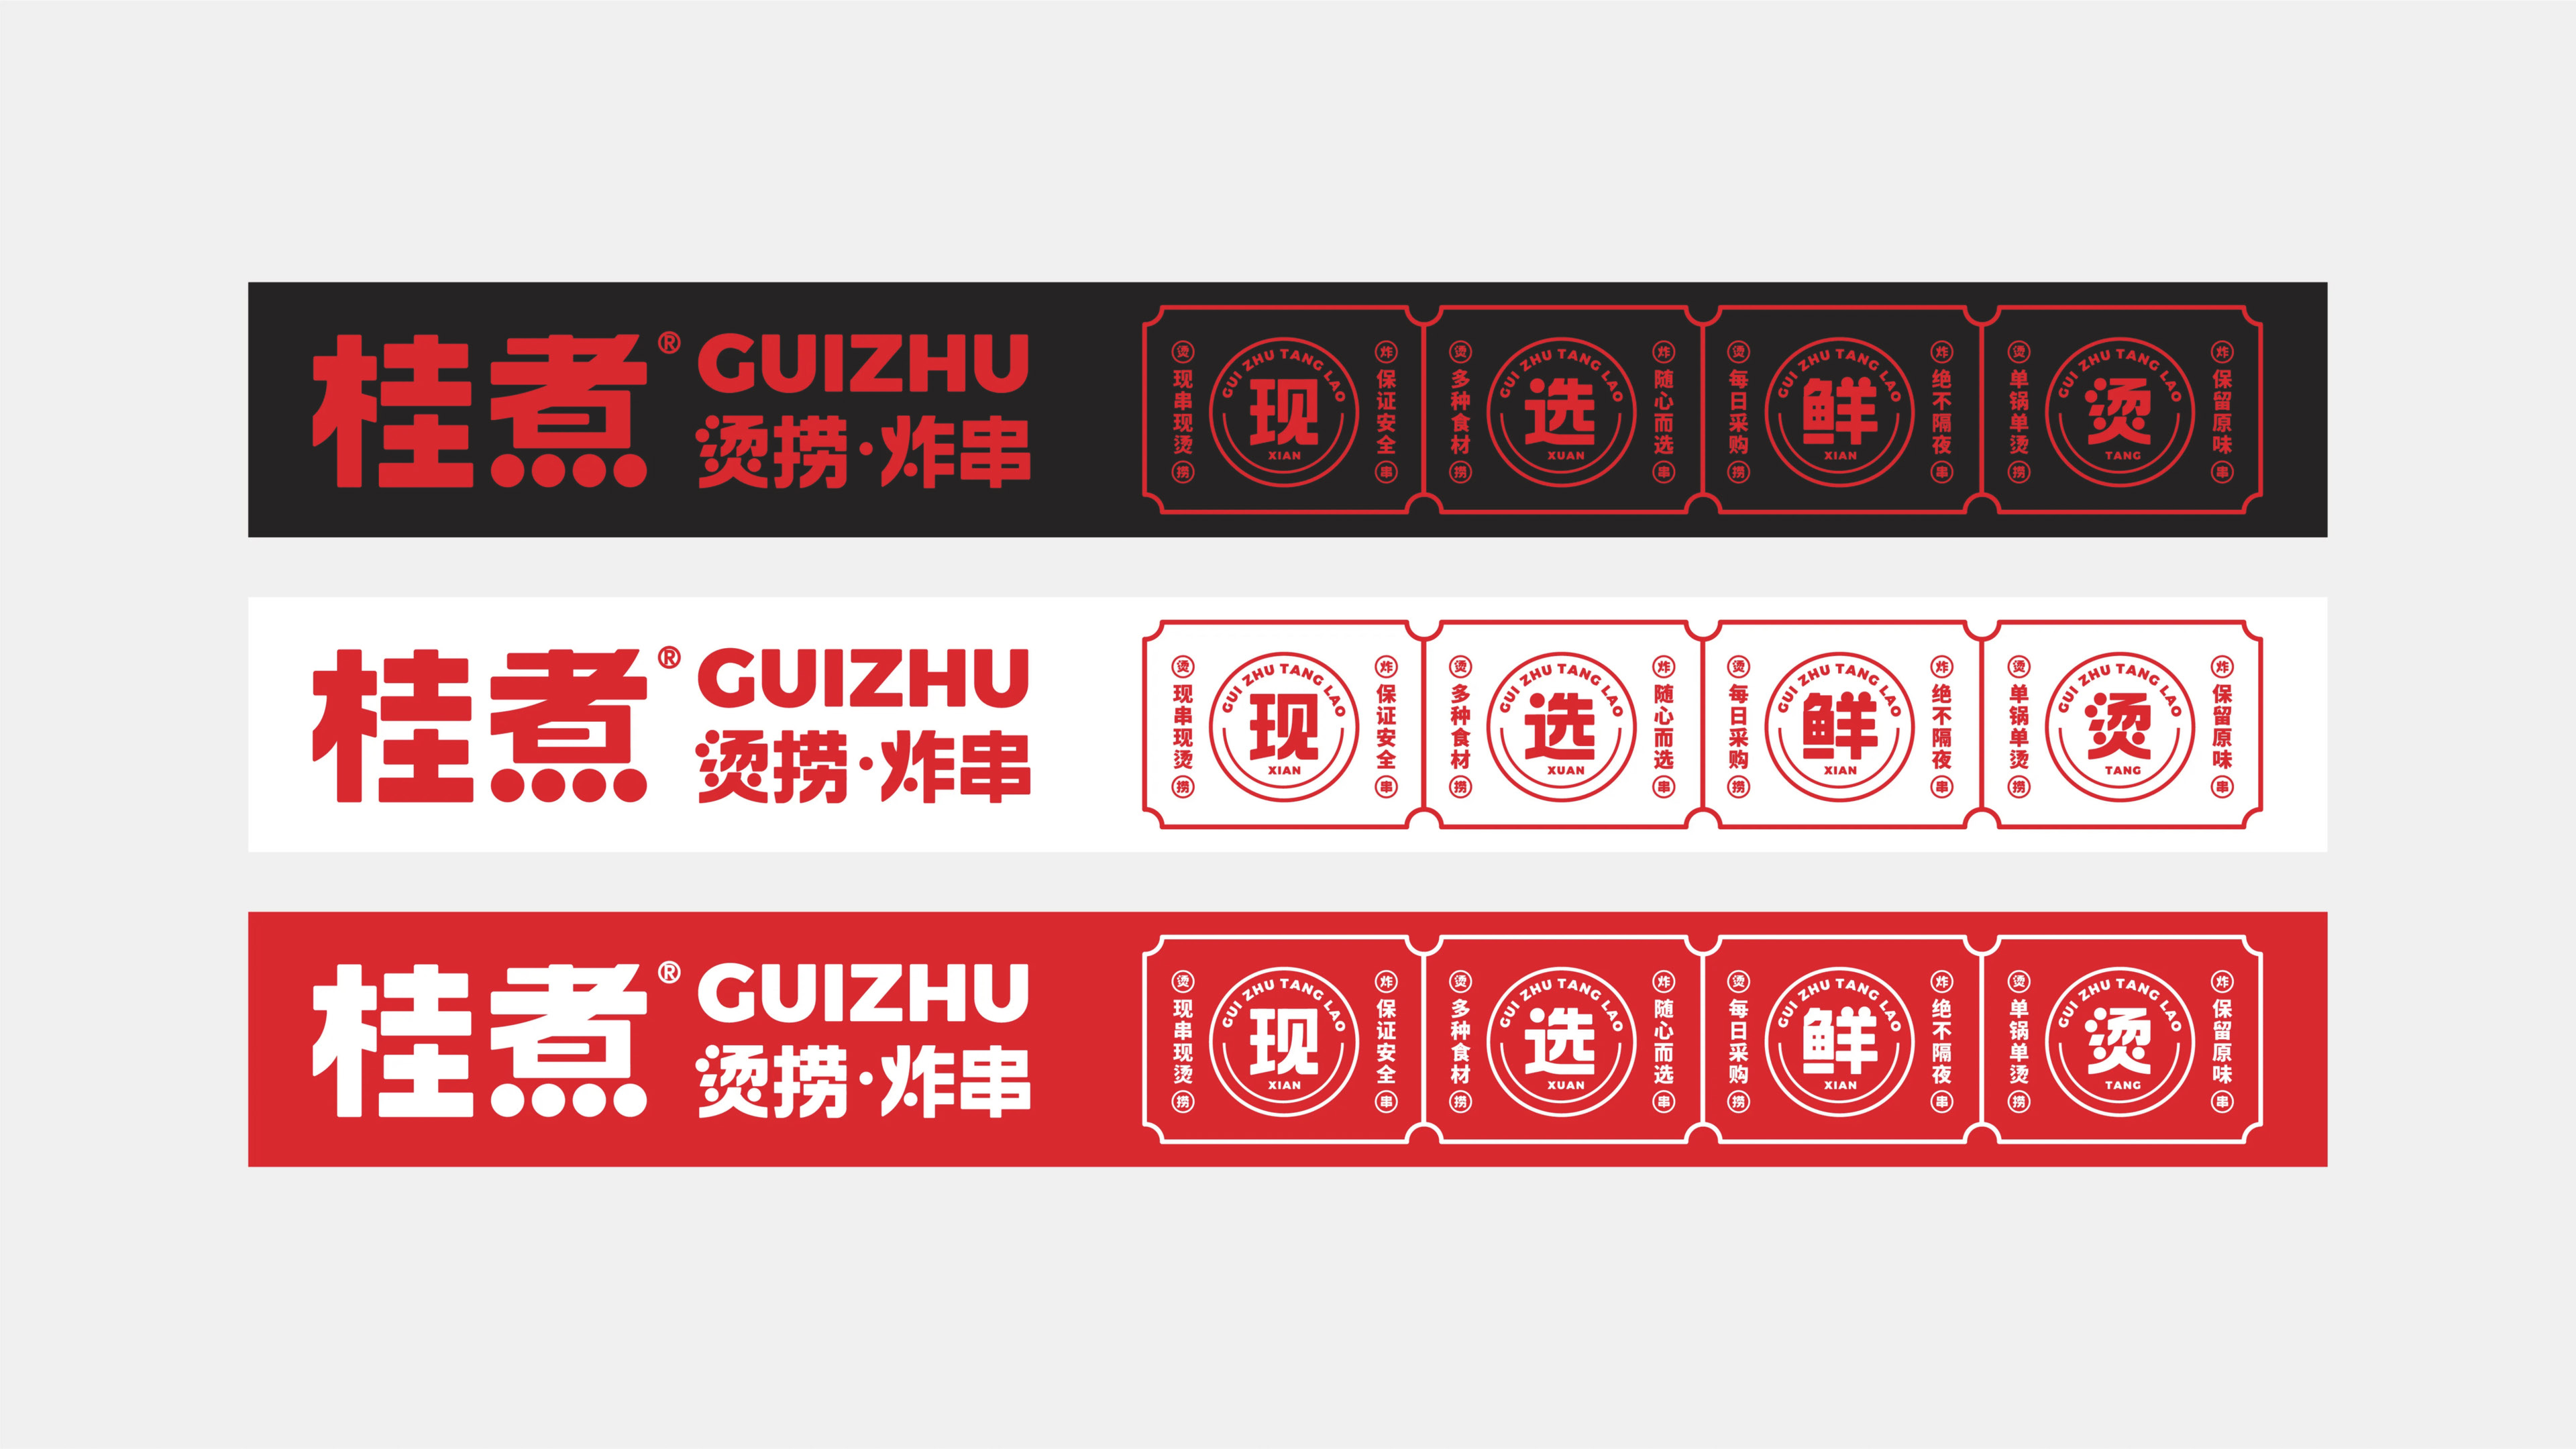 桂煮® GUIZHU
烫捞·炸串
烫 现串现烫 捞
GUI ZHU TANG LAO
现
XIAN
炸 保证安全 串
烫 多种食材 捞
GUI ZHU TANG LAO
选
XUAN
炸 随心而选 串
烫 每日采购 捞
GUI ZHU TANG LAO
鲜
XIAN
炸 绝不隔夜 串
烫 单锅单烫 捞
GUI ZHU TANG LAO
烫
TANG
炸 保留原味 串
桂煮® GUIZHU
烫捞·炸串
烫 现串现烫 捞
GUI ZHU TANG LAO
现
XIAN
炸 保证安全 串
烫 多种食材 捞
GUI ZHU TANG LAO
选
XUAN
炸 随心而选 串
烫 每日采购 捞
GUI ZHU TANG LAO
鲜
XIAN
炸 绝不隔夜 串
烫 单锅单烫 捞
GUI ZHU TANG LAO
烫
TANG
炸 保留原味 串
桂煮® GUIZHU
烫捞·炸串
烫 现串现烫 捞
GUI ZHU TANG LAO
现
XIAN
炸 保证安全 串
烫 多种食材 捞
GUI ZHU TANG LAO
选
XUAN
炸 随心而选 串
烫 每日采购 捞
GUI ZHU TANG LAO
鲜
XIAN
炸 绝不隔夜 串
烫 单锅单烫 捞
GUI ZHU TANG LAO
烫
TANG
炸 保留原味 串